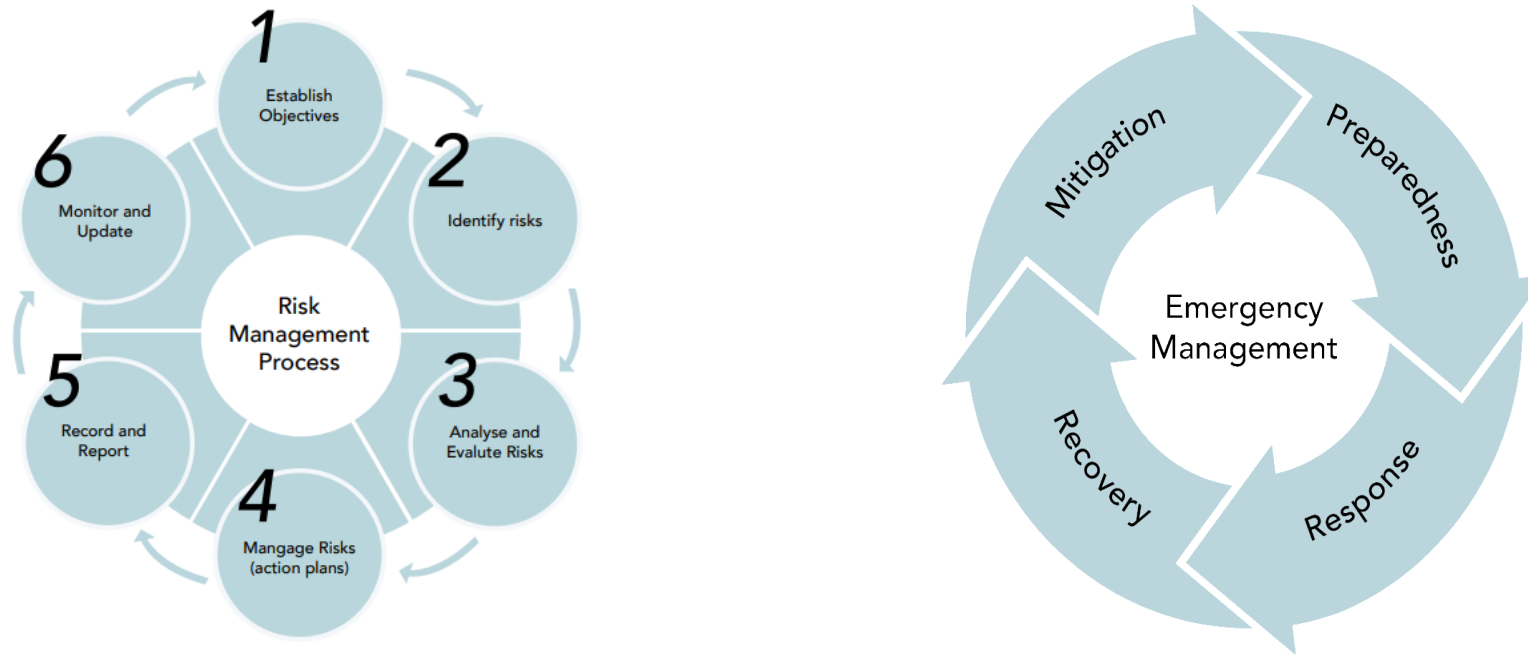 1
Establish
Objectives
2
Identify risks
3
Analyse and
Evalute Risks
4
Mangage Risks
(action plans)
5
Record and
Report
6
Monitor and
Update
Risk
Management
Process
Mitigation
Preparedness
Response
Recovery
Emergency
Management